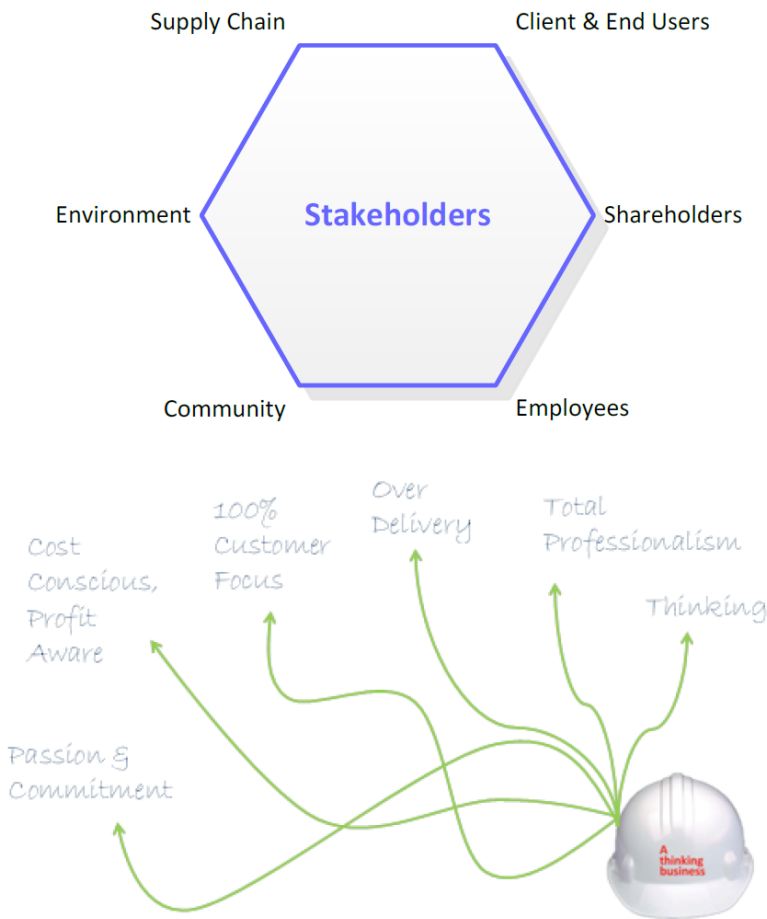 Supply Chain
Client & End Users
Environment
Stakeholders
Shareholders
Community
Employees
Cost
Conscious,
Profit
Aware
100%
Customer
Focus
Over
Delivery
Total
Professionalism
Thinking
Passion &
Commitment
A
thinking
business